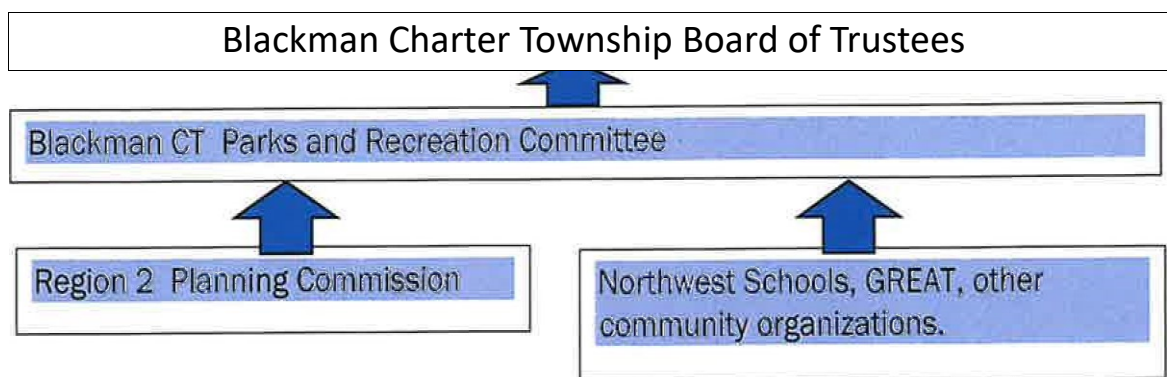 Blackman Charter Township Board of Trustees
Blackman CT Parks and Recreation Committee
Region 2 Planning Commission
Northwest Schools, GREAT, other
community organizations.